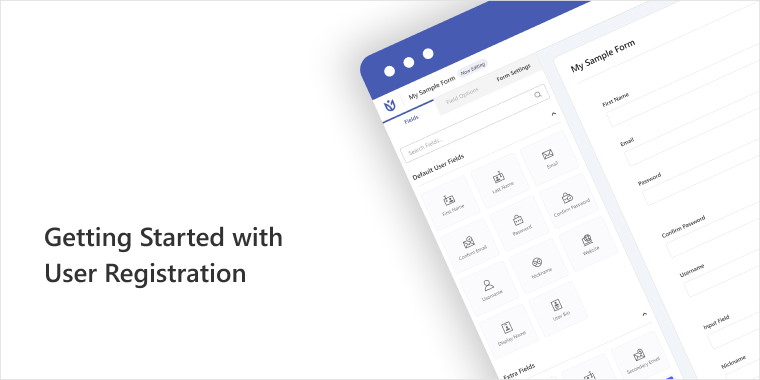 Getting Started with
User Registration
My Sample Form
Now Editing
Fields
Field Options
Form Settings
Search Fields...
Default User Fields
First Name
Last Name
Email
Confirm Email
Password
Confirm Password
Username
Nickname
Website
Display Name
User Bio
Extra Fields
Secondary Email
My Sample Form
First Name
Email
Password
Confirm Password
Username
Input Field
Nickname